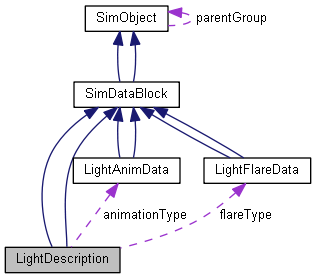 SimObject
parentGroup
SimDataBlock
LightAnimData
LightFlareData
animationType
flareType
LightDescription